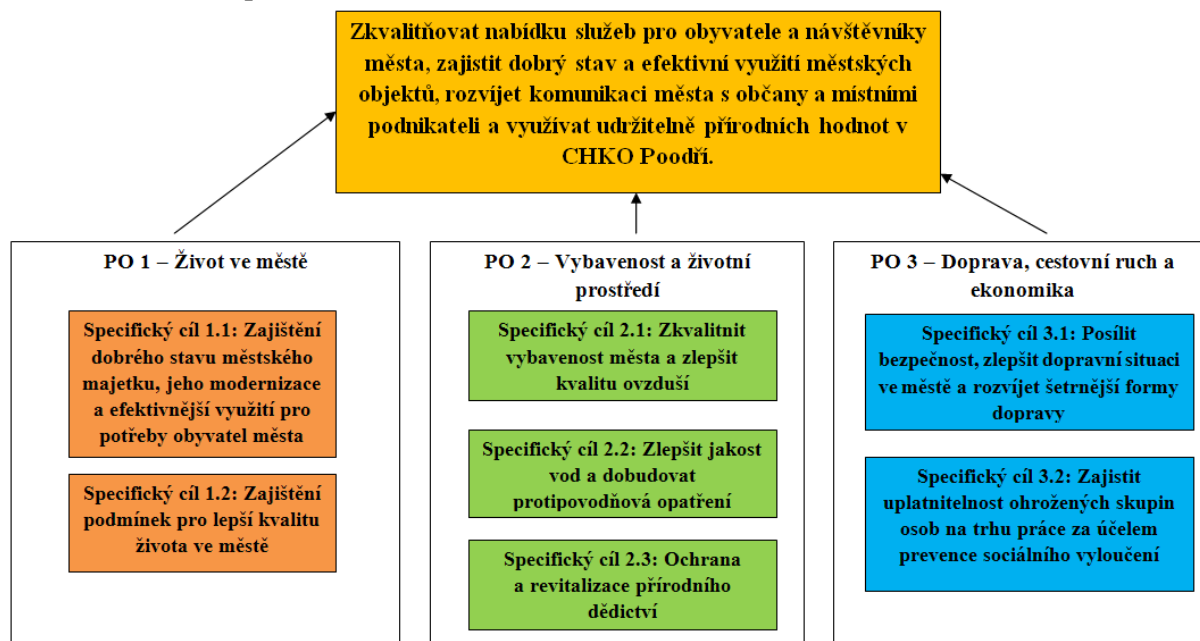 Zkvalitňovat nabídku služeb pro obyvatele a návštěvníky
města, zajistit dobrý stav a efektivní využití městských
objektů, rozvíjet komunikaci města s občany a místními
podnikateli a využívat udržitelně přírodních hodnot v
CHKO Poodří.
PO 1 – Život ve městě
Specifický cíl 1.1: Zajištění
dobrého stavu městského
majetku, jeho modernizace
a efektivnější využití pro
potřeby obyvatel města
Specifický cíl 1.2: Zajištění
podmínek pro lepší kvalitu
života ve městě
PO 2 – Vybavenost a životní
prostředí
Specifický cíl 2.1: Zkvalitnit
vybavenost města a zlepšit
kvalitu ovzduší
Specifický cíl 2.2: Zlepšit jakost
vod a dobudovat
protipovodňová opatření
Specifický cíl 2.3: Ochrana
a revitalizace přírodního
dědictví
PO 3 – Doprava, cestovní ruch a
ekonomika
Specifický cíl 3.1: Posílit
bezpečnost, zlepšit dopravní situaci
ve městě a rozvíjet šetrnější formy
dopravy
Specifický cíl 3.2: Zajistit
uplatnitelnost ohrožených skupin
osob na trhu práce za účelem
prevence sociálního vyloučení